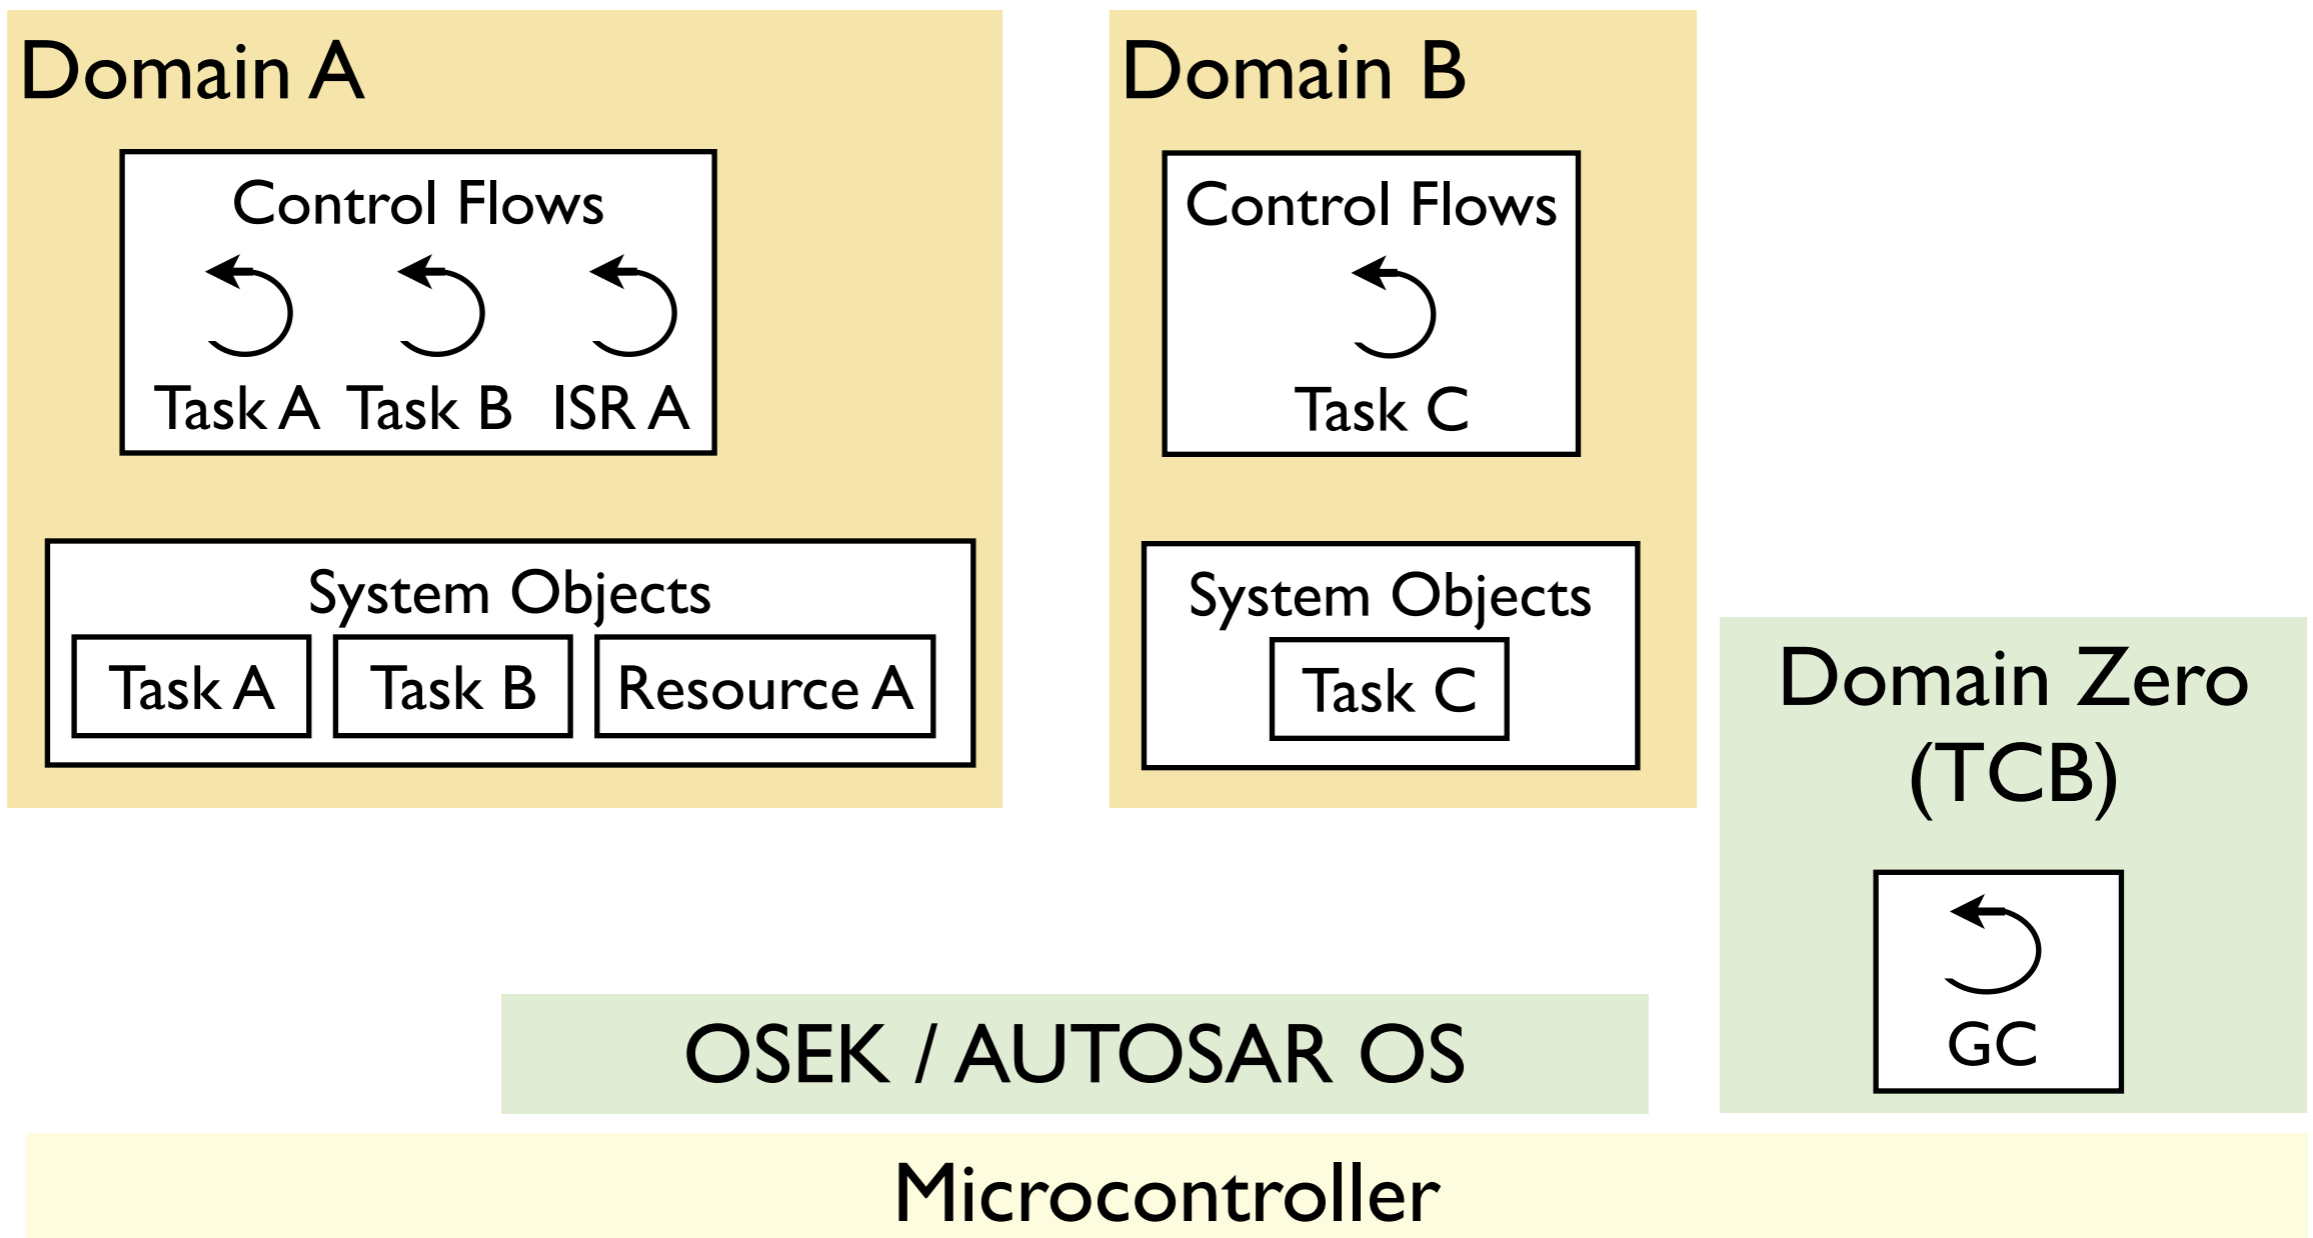 Domain A
Control Flows
Task A Task B ISR A
System Objects
Task A Task B Resource A
Domain B
Control Flows
Task C
System Objects
Task C
Domain Zero
(TCB)
GC
OSEK / AUTOSAR OS
Microcontroller